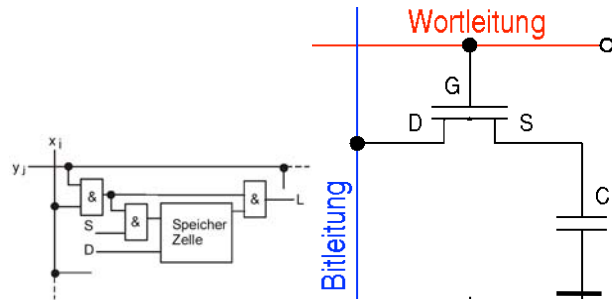 x i
y j
&
&
&
S
D
L
Speicher
Zelle
Wortleitung
G
D
S
C
Bitleitung